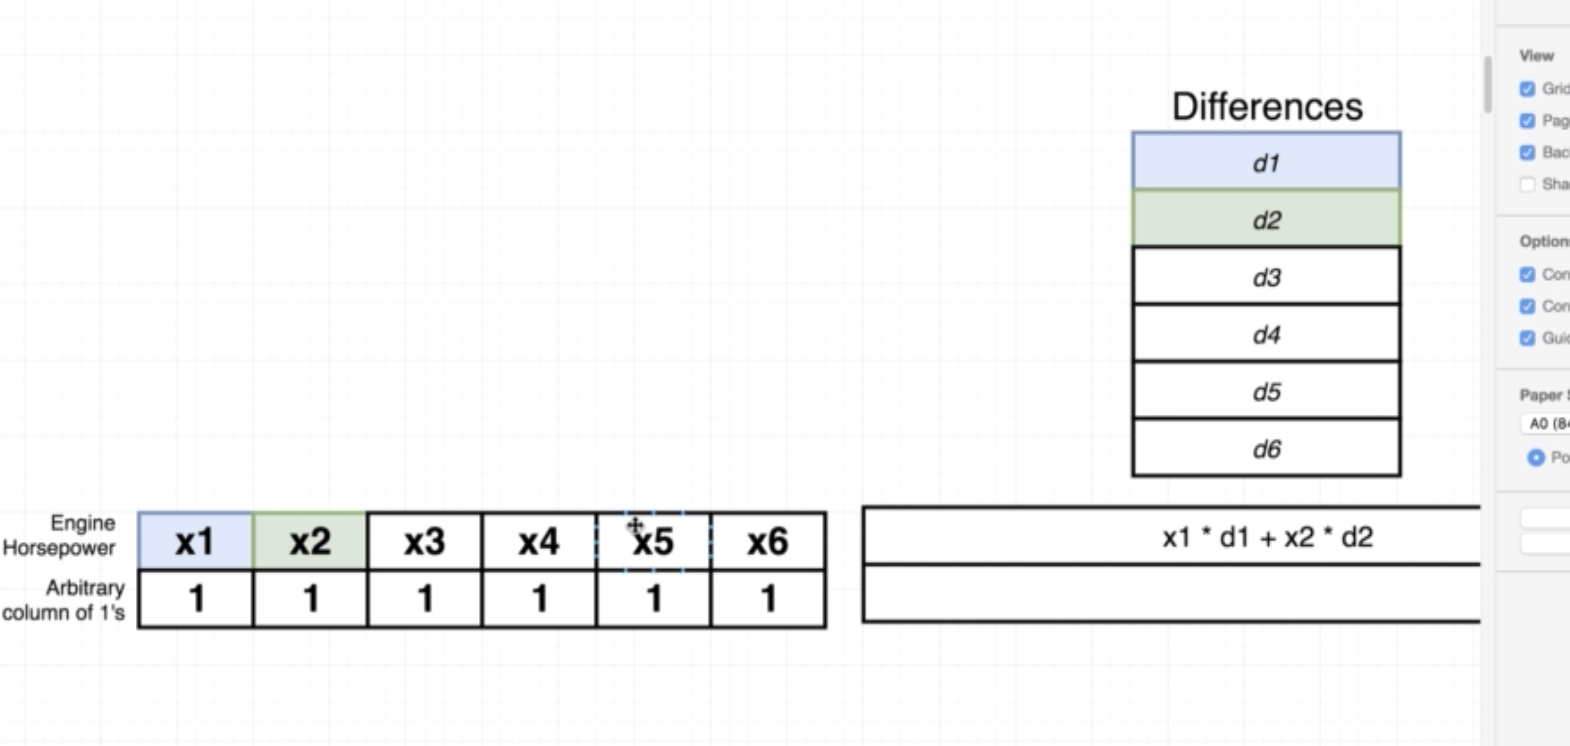 Differences
d1
d2
d3
d4
d5
d6
Engine
Horsepower
x1 x2 x3 x4 x5 x6
Arbitrary
column of 1's
1 1 1 1 1 1
x1 * d1 + x2 * d2
View
Grid
Pag
Bac
Sha
Option
Con
Con
Guid
Paper S
A0 (84
Po